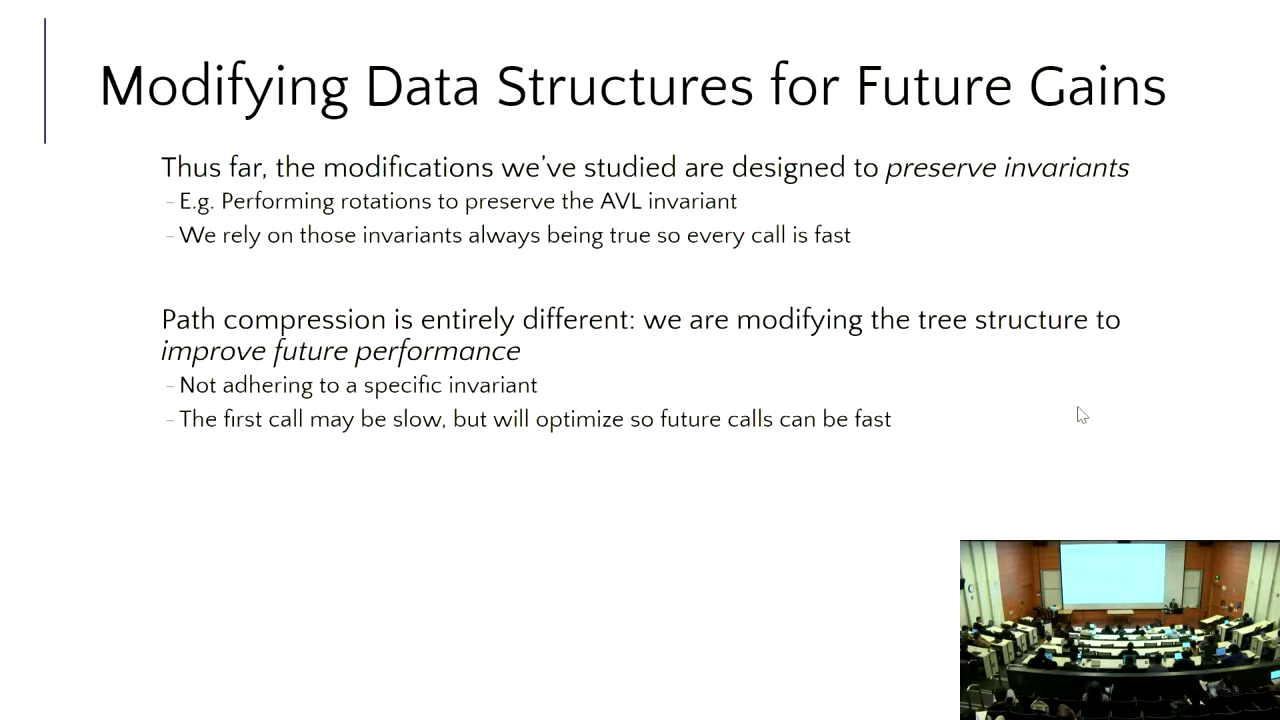 Modifying Data Structures for Future Gains
Thus far, the modifications we've studied are designed to preserve invariants
- E.g. Performing rotations to preserve the AVL invariant
- We rely on those invariants always being true so every call is fast
Path compression is entirely different: we are modifying the tree structure to
improve future performance
- Not adhering to a specific invariant
- The first call may be slow, but will optimize so future calls can be fast